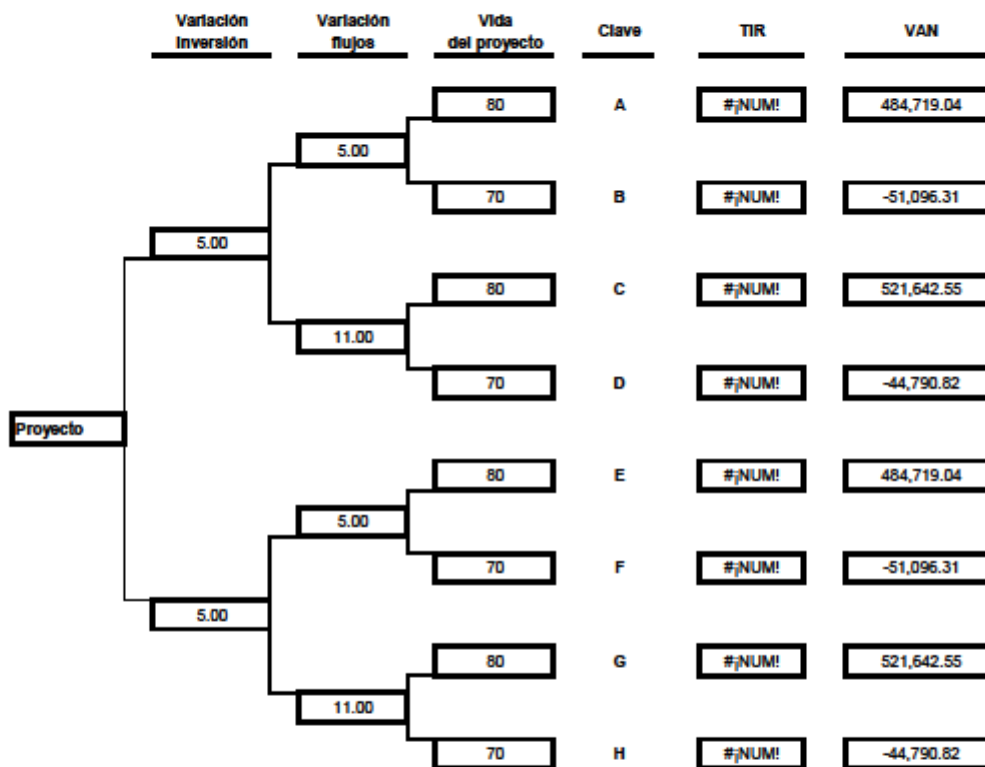 Variación Variación Vida
Inversión flujos del proyecto Clave TIR VAN
80 A #¡NUM! 484,719.04
5.00
70 B #¡NUM! -51,096.31
5.00
80 C #¡NUM! 521,642.55
11.00
70 D #¡NUM! -44,790.82
Proyecto
80 E #¡NUM! 484,719.04
5.00
70 F #¡NUM! -51,096.31
5.00
80 G #¡NUM! 521,642.55
11.00
70 H #¡NUM! -44,790.82